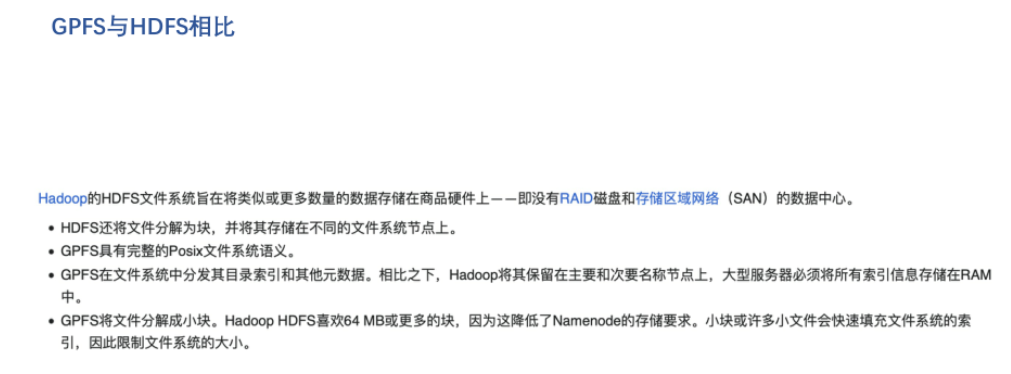 GPFS与HDFS相比
Hadoop的HDFS文件系统旨在将类似或更多数量的数据存储在商品硬件上——即没有RAID磁盘和存储区域网络（SAN）的数据中心。
• HDFS还将文件分解为块，并将其存储在不同的文件系统节点上。
• GPFS具有完整的Posix文件系统语义。
• GPFS在文件系统中分发其目录索引和其他元数据。相比之下，Hadoop将其保留在主要和次要名称节点上，大型服务器必须将所有索引信息存储在RAM
中。
• GPFS将文件分解成小块。Hadoop HDFS喜欢64 MB或更多的块，因为这降低了Namenode的存储要求。小块或许多小文件会快速填充文件系统的索
引，因此限制文件系统的大小。